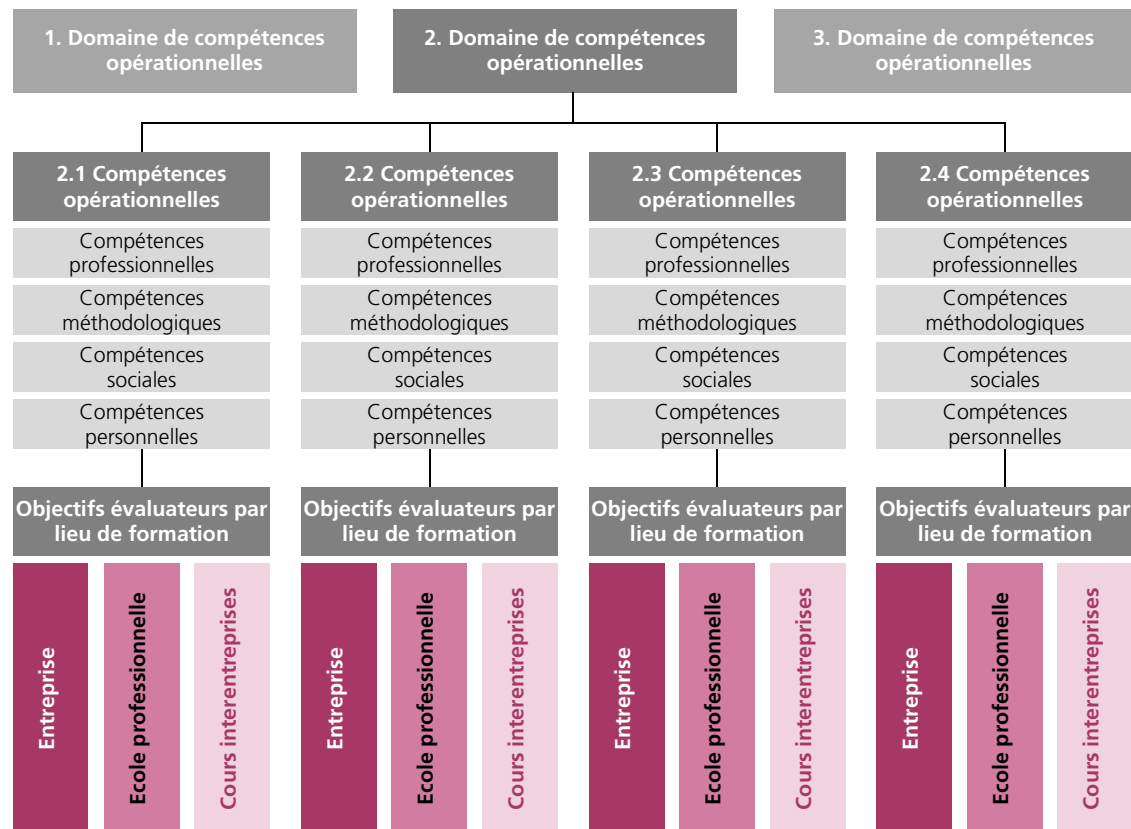 1. Domaine de compétences
opérationnelles
2. Domaine de compétences
opérationnelles
3. Domaine de compétences
opérationnelles
2.1 Compétences
opérationnelles
2.2 Compétences
opérationnelles
2.3 Compétences
opérationnelles
2.4 Compétences
opérationnelles
Compétences
professionnelles
Compétences
professionnelles
Compétences
professionnelles
Compétences
professionnelles
Compétences
méthodologiques
Compétences
méthodologiques
Compétences
méthodologiques
Compétences
méthodologiques
Compétences
sociales
Compétences
sociales
Compétences
sociales
Compétences
sociales
Compétences
personnelles
Compétences
personnelles
Compétences
personnelles
Compétences
personnelles
Objectifs évaluateurs par
lieu de formation
Objectifs évaluateurs par
lieu de formation
Objectifs évaluateurs par
lieu de formation
Objectifs évaluateurs par
lieu de formation
Entreprise
Ecole professionnelle
Cours interentreprises
Entreprise
Ecole professionnelle
Cours interentreprises
Entreprise
Ecole professionnelle
Cours interentreprises
Entreprise
Ecole professionnelle
Cours interentreprises